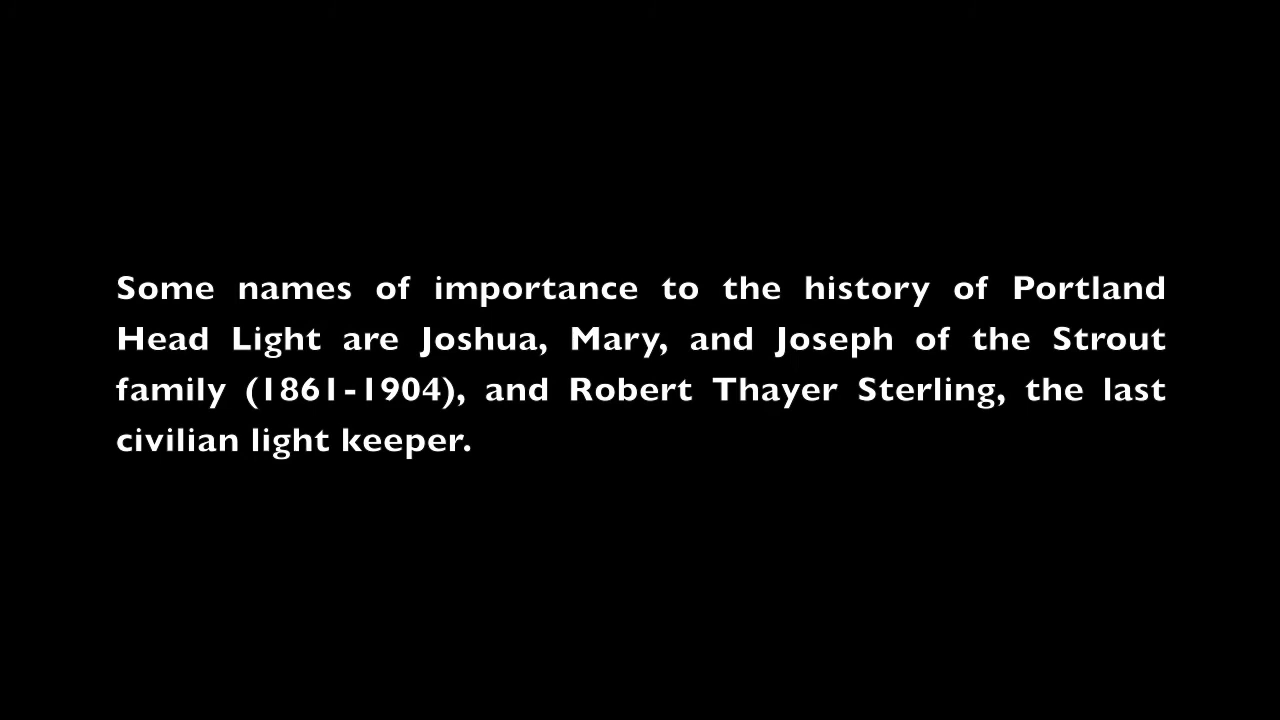 Some names of importance to the history of Portland
Head Light are Joshua, Mary, and Joseph of the Strout
family (1861-1904), and Robert Thayer Sterling, the last
civilian light keeper.